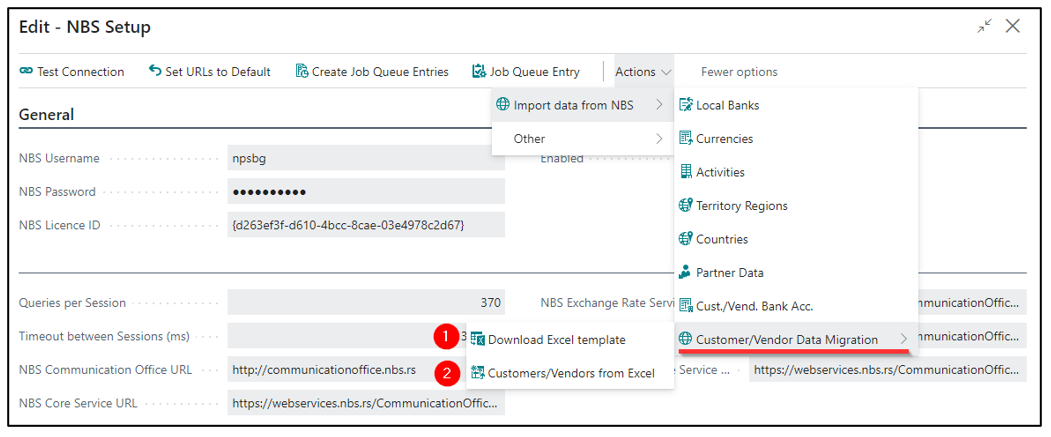 Edit - NBS Setup
Test Connection Set URLs to Default Create Job Queue Entries Job Queue Entry Actions Fewer options
Import data from NBS
Other
Local Banks
Currencies
Activities
Territory Regions
Countries
Partner Data
Cust./Vend. Bank Acc.
Customer/Vendor Data Migration
1 Download Excel template
2 Customers/Vendors from Excel
General
NBS Username npsbg
Enabled
NBS Password ●●●●●●●●●●
NBS Licence ID {d263ef3f-d610-4bcc-8cae-03e4978c2d67}
Queries per Session 370
NBS Exchange Rate Servi
mmunicationOffic...
Timeout between Sessions (ms) 3
mmunicationOffic...
NBS Communication Office URL http://communicationoffice.nbs.rs
e Service ... https://webservices.nbs.rs/CommunicationOffic...
NBS Core Service URL https://webservices.nbs.rs/CommunicationOffic...